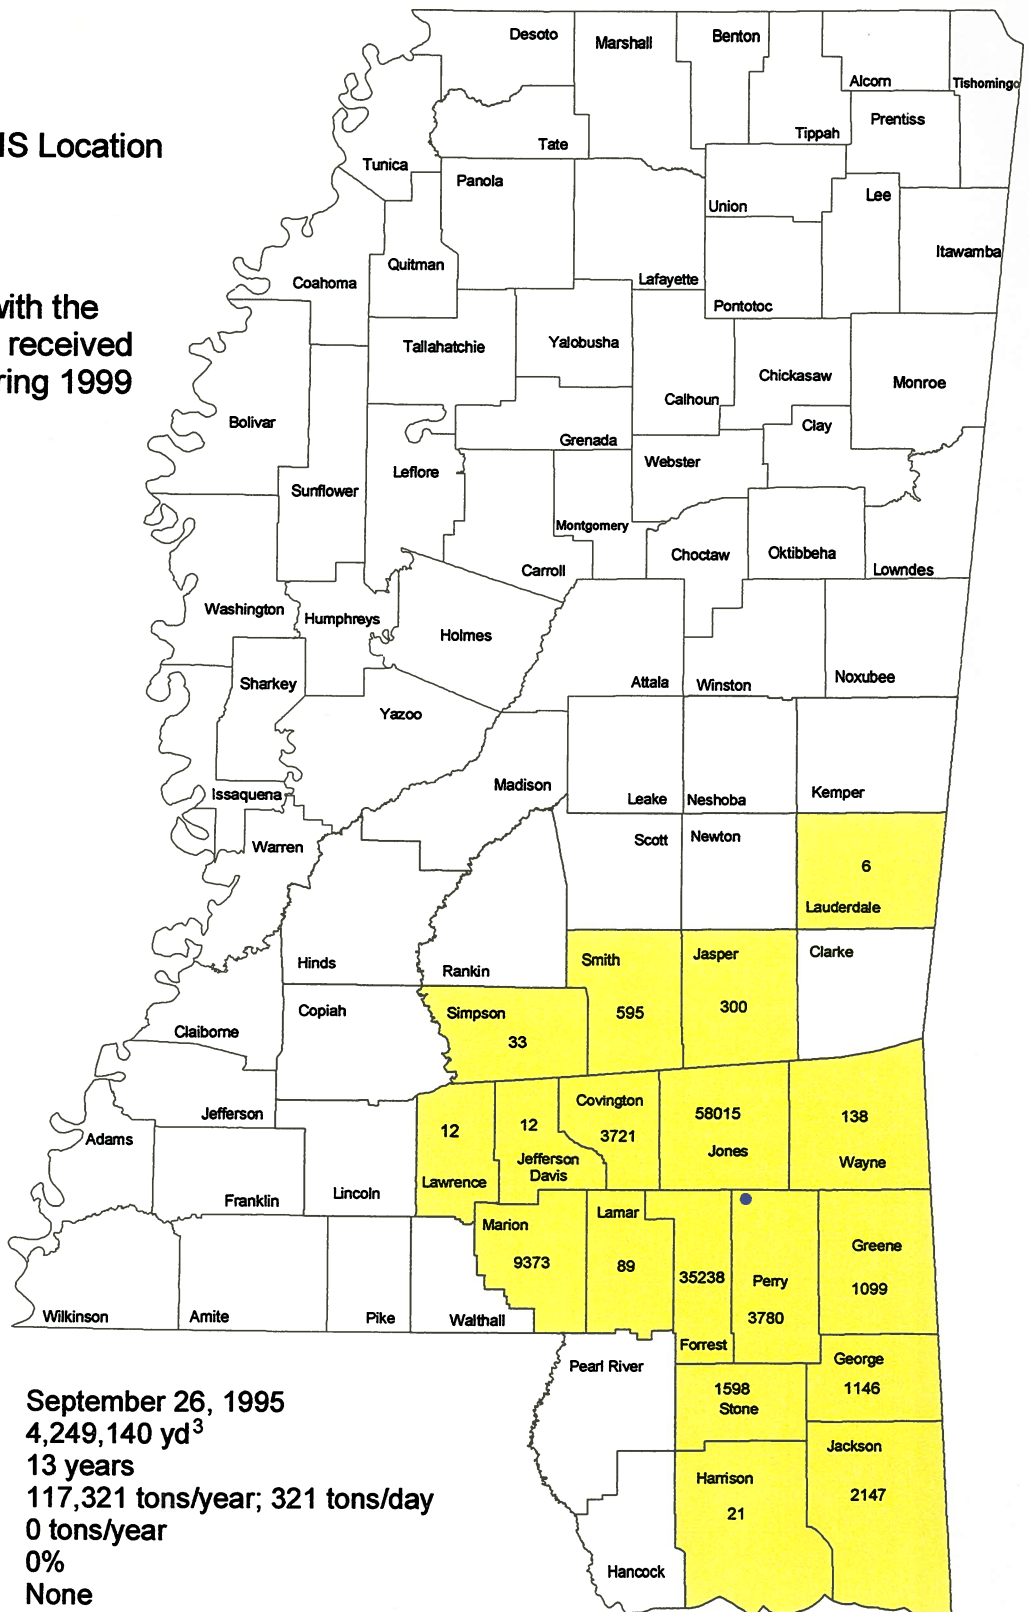 Desoto
Marshall
Benton
Alcorn
Tishomingo
Prentiss
Tippah
Tate
IS Location
Tunica
Panola
Union
Lee
Itawamba
Quitman
Coahoma
Lafayette
Pontotoc
with the
received
ring 1999
Tallahatchie
Yalobusha
Chickasaw
Monroe
Calhoun
Bolivar
Clay
Grenada
Leflore
Webster
Sunflower
Montgomery
Choctaw
Oktibbeha
Carroll
Lowndes
Washington
Humphreys
Holmes
Attala
Winston
Noxubee
Sharkey
Yazoo
Madison
Issaquena
Leake
Neshoba
Kemper
Warren
Scott
Newton
6
Lauderdale
Hinds
Rankin
Smith
595
Jasper
300
Clarke
Copiah
Simpson
33
Claiborne
Jefferson
Adams
Covington
3721
58015
Jones
138
Wayne
12
Lawrence
12
Jefferson
Davis
Franklin
Lincoln
Marion
9373
Lamar
89
35238
Forrest
Perry
3780
Greene
1099
Wilkinson
Amite
Pike
Walthall
Pearl River
George
1146
1598
Stone
Jackson
2147
Harrison
21
Hancock
September 26, 1995
4,249,140 yd³
13 years
117,321 tons/year; 321 tons/day
0 tons/year
0%
None